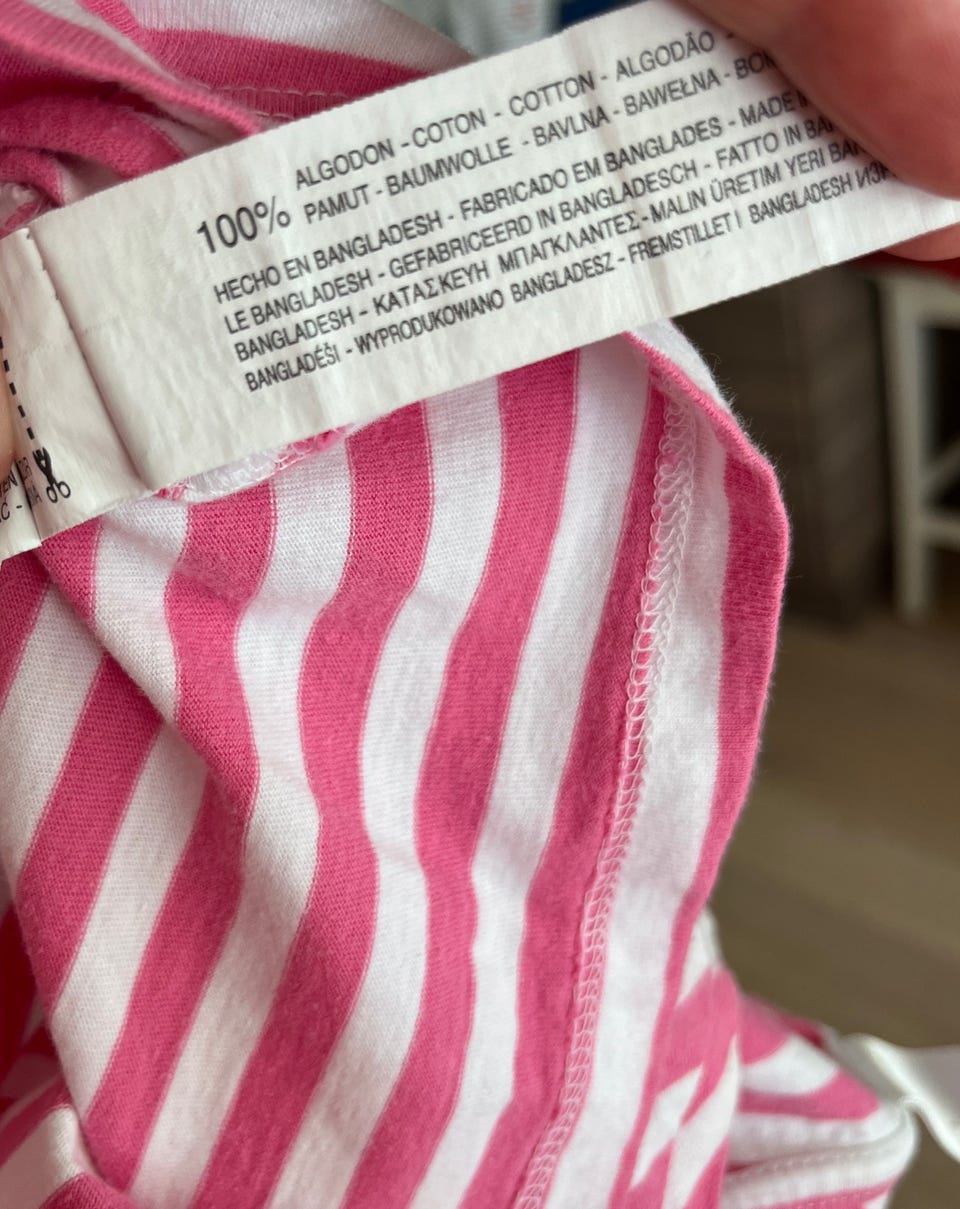 ALGODON - COTON - COTTON - ALGODÃO -
100% PAMUT - BAUMWOLLE - BAVLNA - BAWEŁNA -
HECHO EN BANGLADESH - FABRICADO EM BANGLADES - MADE
LE BANGLADESH - GEFABRICEERD IN BANGLADESCH - FATTO IN
BANGLADESH - ΚΑΤΑΣΚΕΥΗ ΜΠΑΓΚΛΑΝΤΕΣ - MALIN ÜRETIM YERI
BANGLADÉŠI - WYPRODUKOWANO BANGLADESZ - FREMSTILLET I BANGLADESH